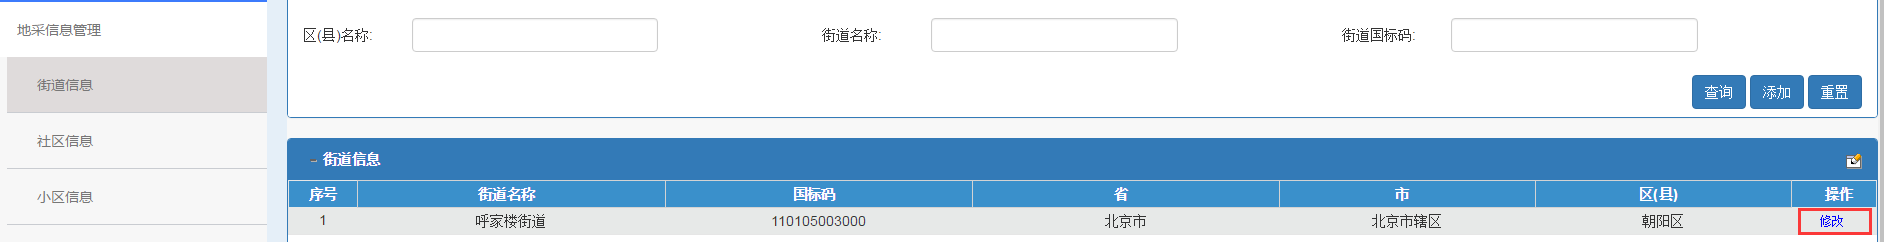 地采信息管理
街道信息
社区信息
小区信息
区(县)名称:
街道名称:
街道国标码:
查询 添加 重置
街道信息
序号 街道名称 国标码 省 市 区(县) 操作
1 呼家楼街道 110105003000 北京市 北京市辖区 朝阳区 修改